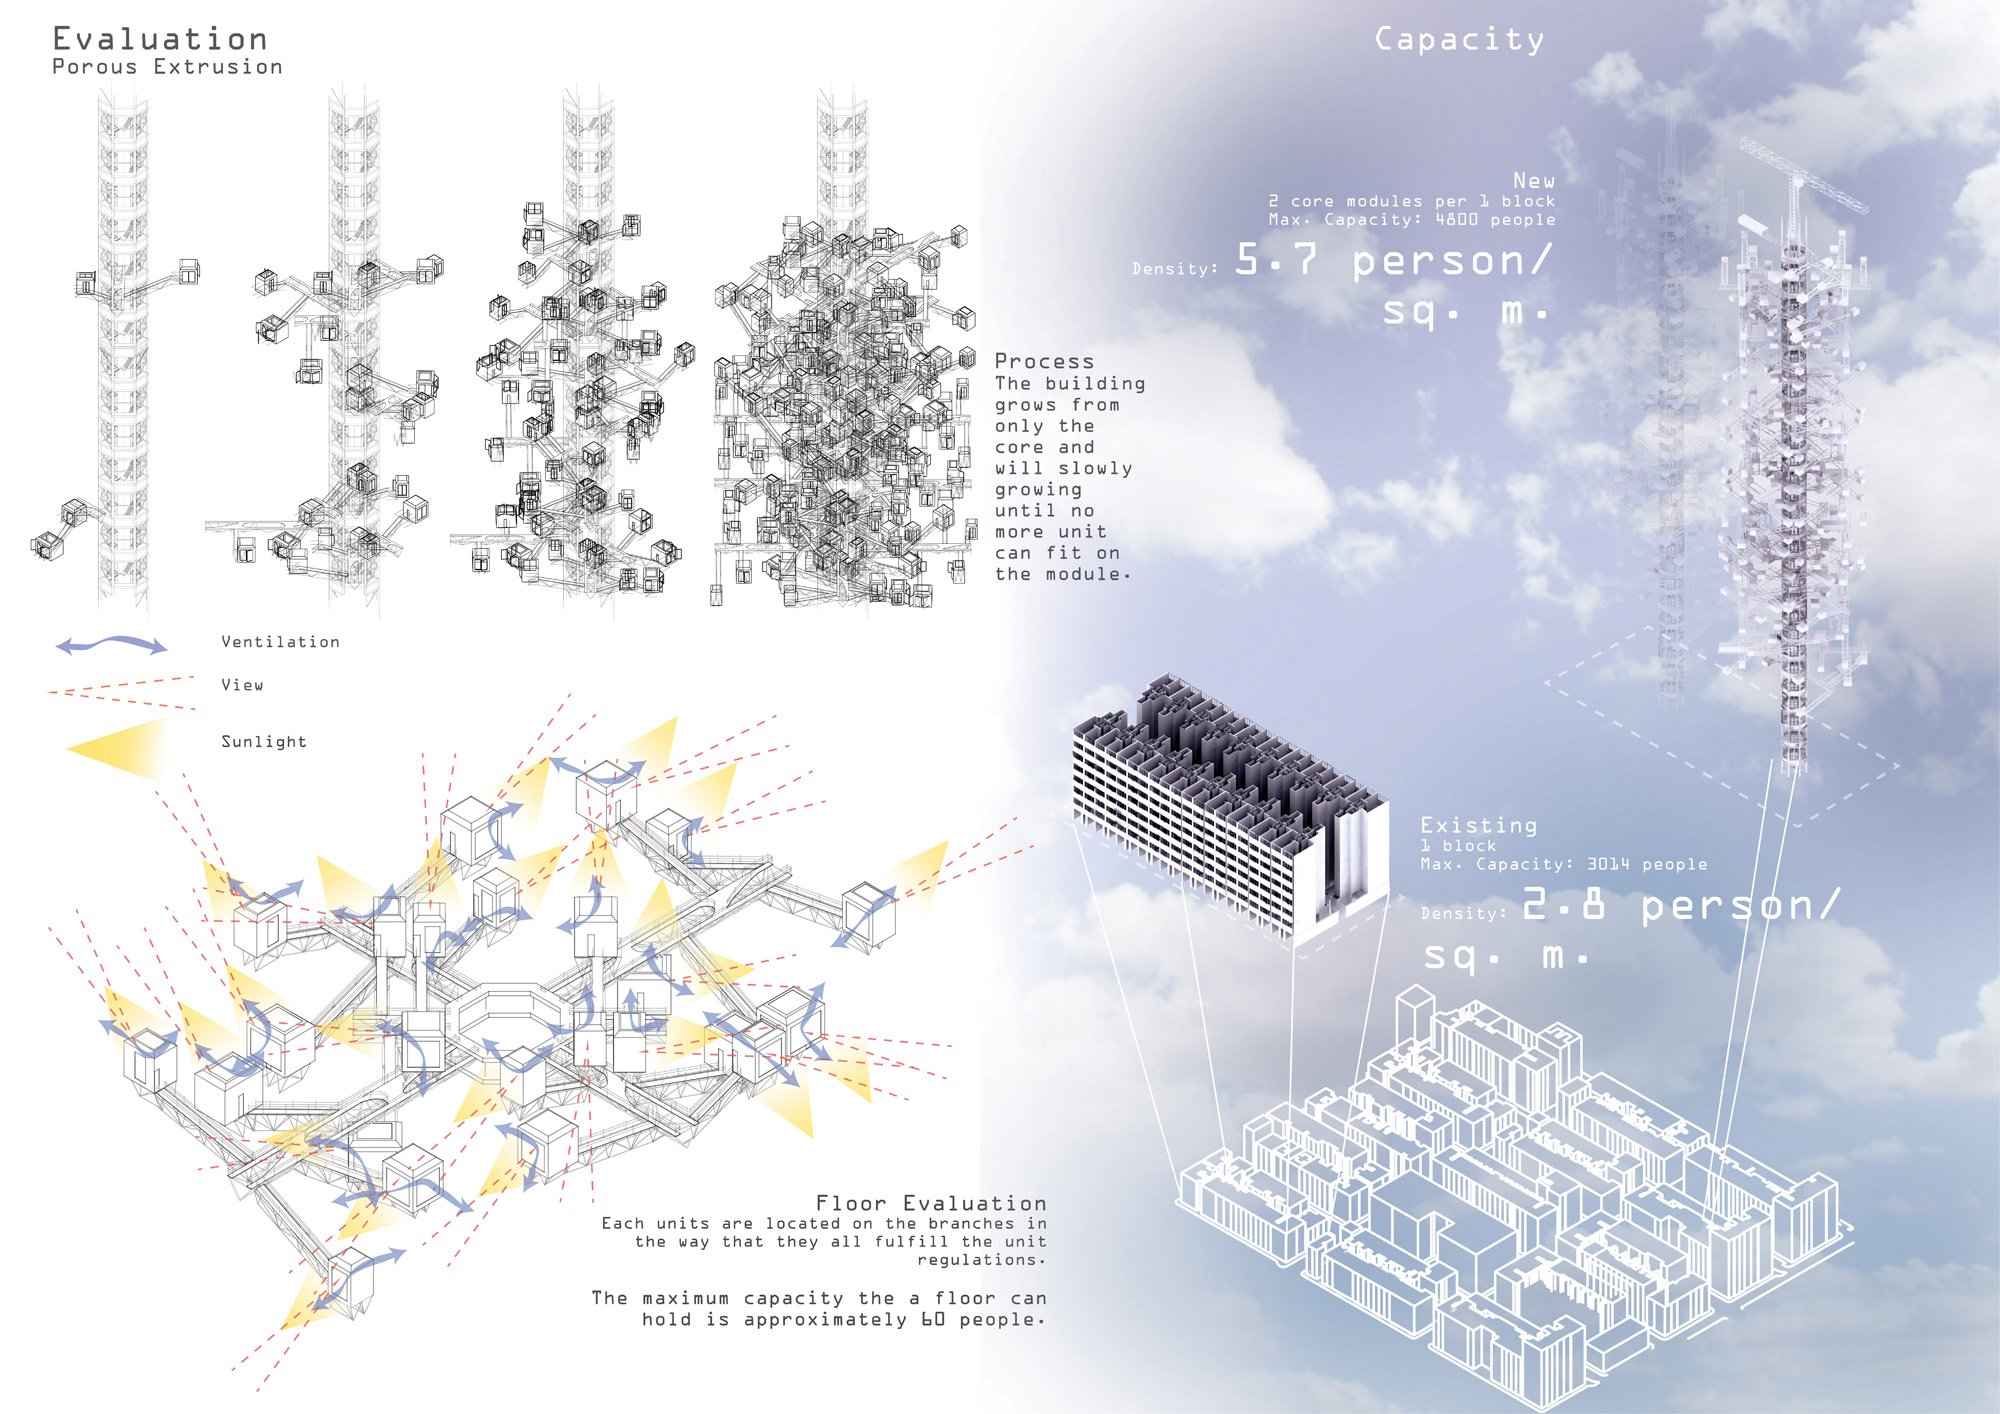 Evaluation
Porous Extrusion
Process
The building
grows from
only the
core and
will slowly
growing
until no
more unit
can fit on
the module.
Ventilation
View
Sunlight
Floor Evaluation
Each units are located on the branches in
the way that they all fulfill the unit
regulations.
The maximum capacity the a floor can
hold is approximately 60 people.
Capacity
New
2 core modules per 1 block
Max. Capacity: 4800 people
Density: 5.7 person/
sq. m.
Existing
1 block
Max. Capacity: 3014 people
Density: 2.8 person/
sq. m.